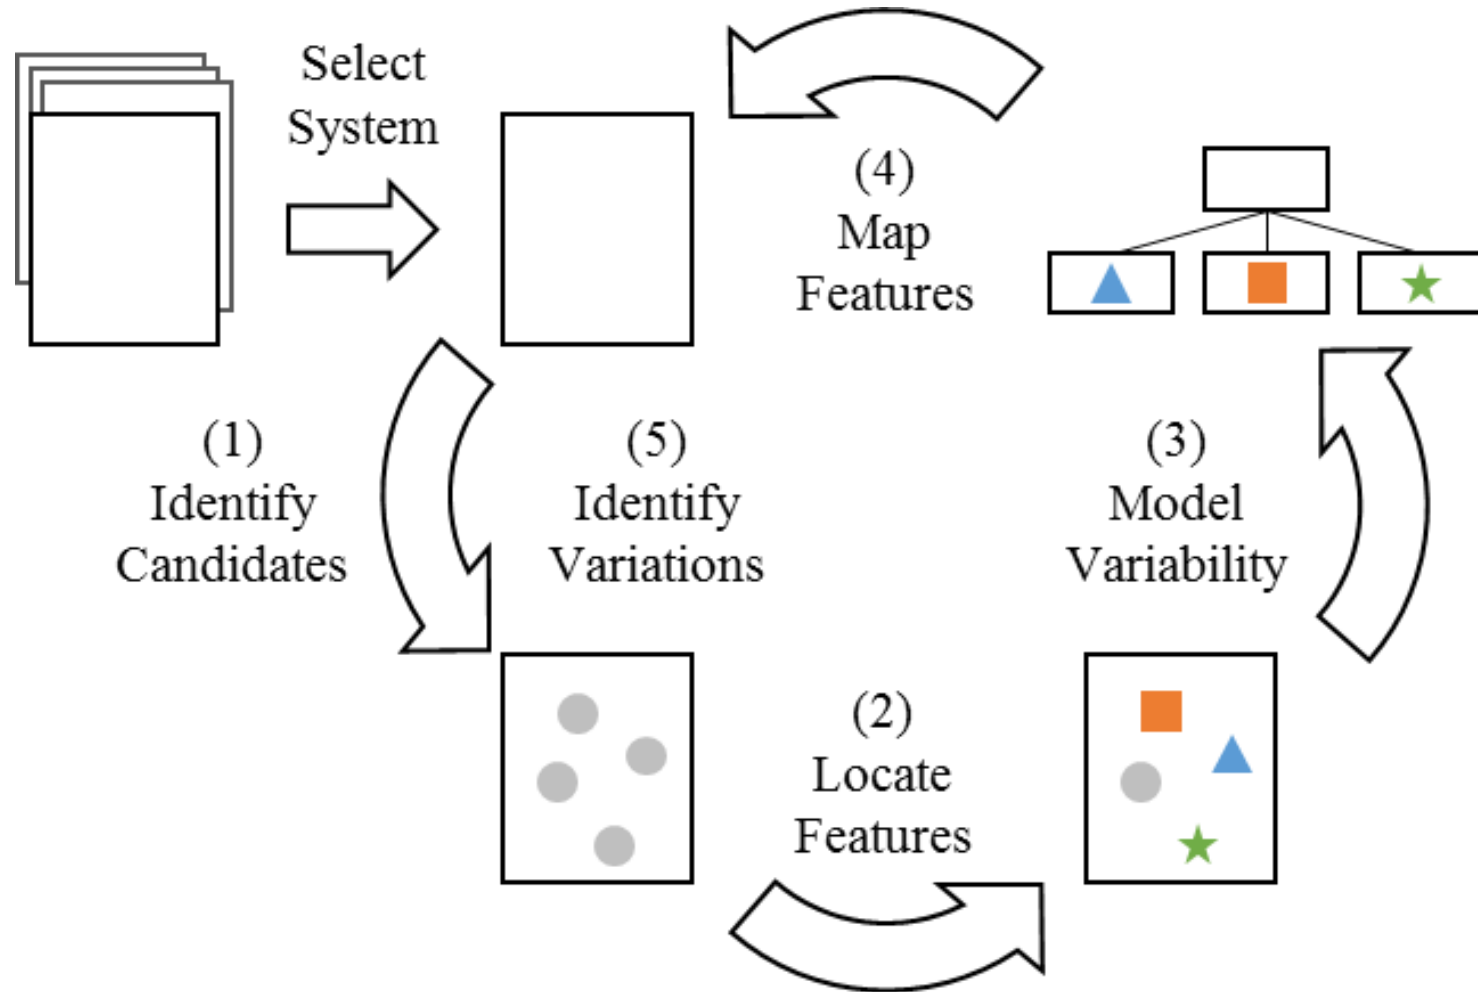 Select
System
(4)
Map
Features
(1)
Identify
Candidates
(5)
Identify
Variations
(3)
Model
Variability
(2)
Locate
Features